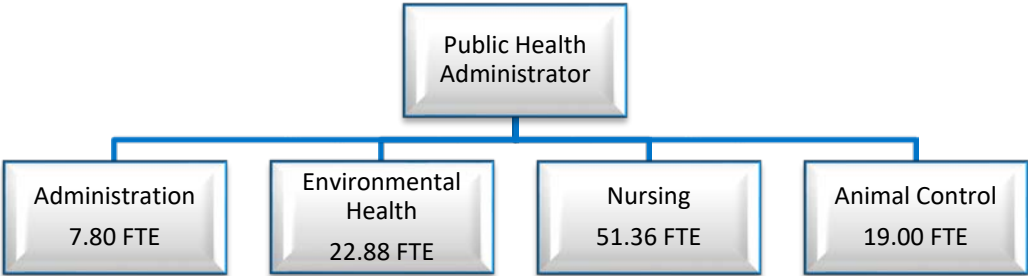 Public Health
Administrator
Administration
7.80 FTE
Environmental
Health
22.88 FTE
Nursing
51.36 FTE
Animal Control
19.00 FTE